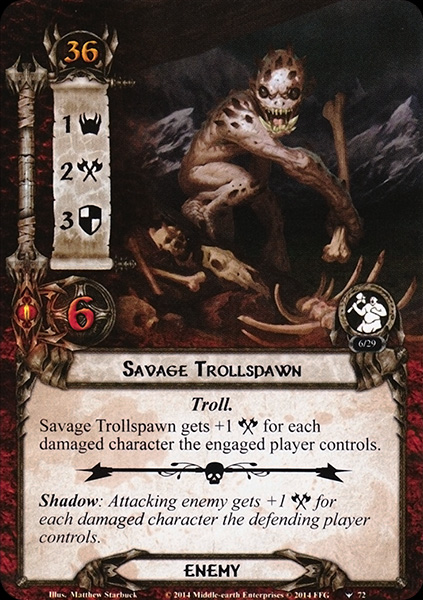 36
1
2
3
6
6/29
Savage Trollspawn
Troll.
Savage Trollspawn gets +1 for each
damaged character the engaged player controls.
Shadow: Attacking enemy gets +1 for
each damaged character the defending player
controls.
ENEMY
Illus. Matthew Starbuck © 2014 Middle-earth Enterprises © 2014 FFG 72